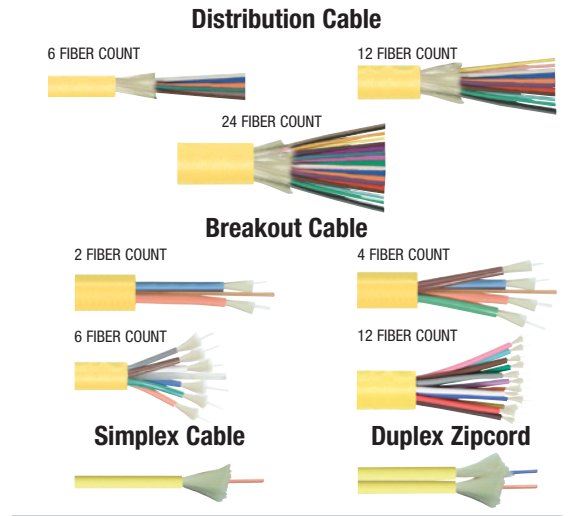 Distribution Cable
6 FIBER COUNT
12 FIBER COUNT
24 FIBER COUNT
Breakout Cable
2 FIBER COUNT
4 FIBER COUNT
6 FIBER COUNT
12 FIBER COUNT
Simplex Cable
Duplex Zipcord